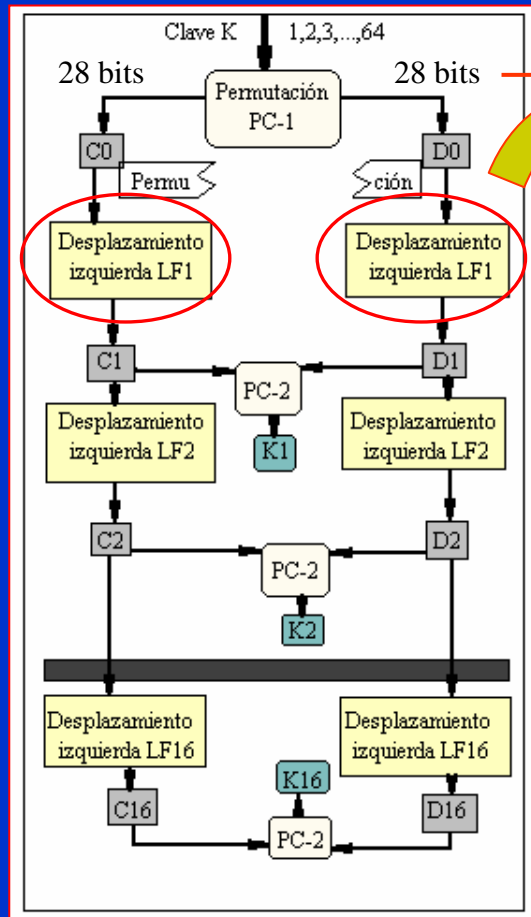 Clave K 1,2,3,...,64
28 bits
28 bits
Permutación
PC-1
C0
D0
Permu
ción
Desplazamiento
izquierda LF1
Desplazamiento
izquierda LF1
C1
D1
PC-2
K1
Desplazamiento
izquierda LF2
Desplazamiento
izquierda LF2
C2
D2
PC-2
K2
Desplazamiento
izquierda LF16
Desplazamiento
izquierda LF16
K16
C16
D16
PC-2